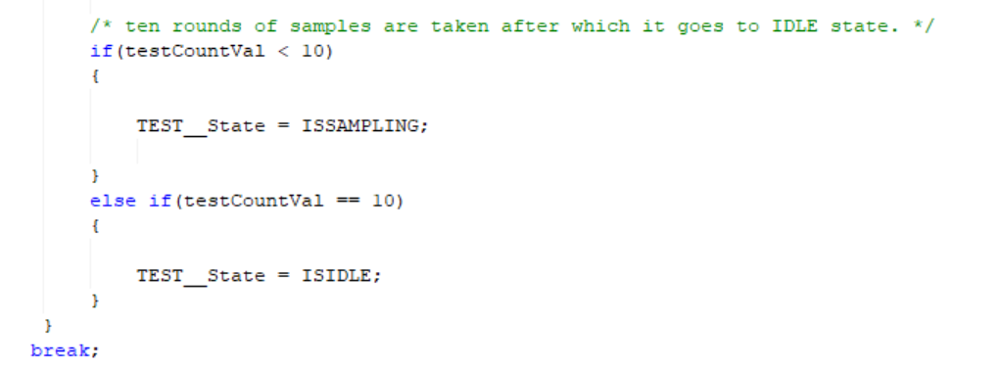 /* ten rounds of samples are taken after which it goes to IDLE state. */
if(testCountVal < 10)
{
TEST__State = ISSAMPLING;
}
else if(testCountVal == 10)
{
TEST__State = ISIDLE;
}
}
break;